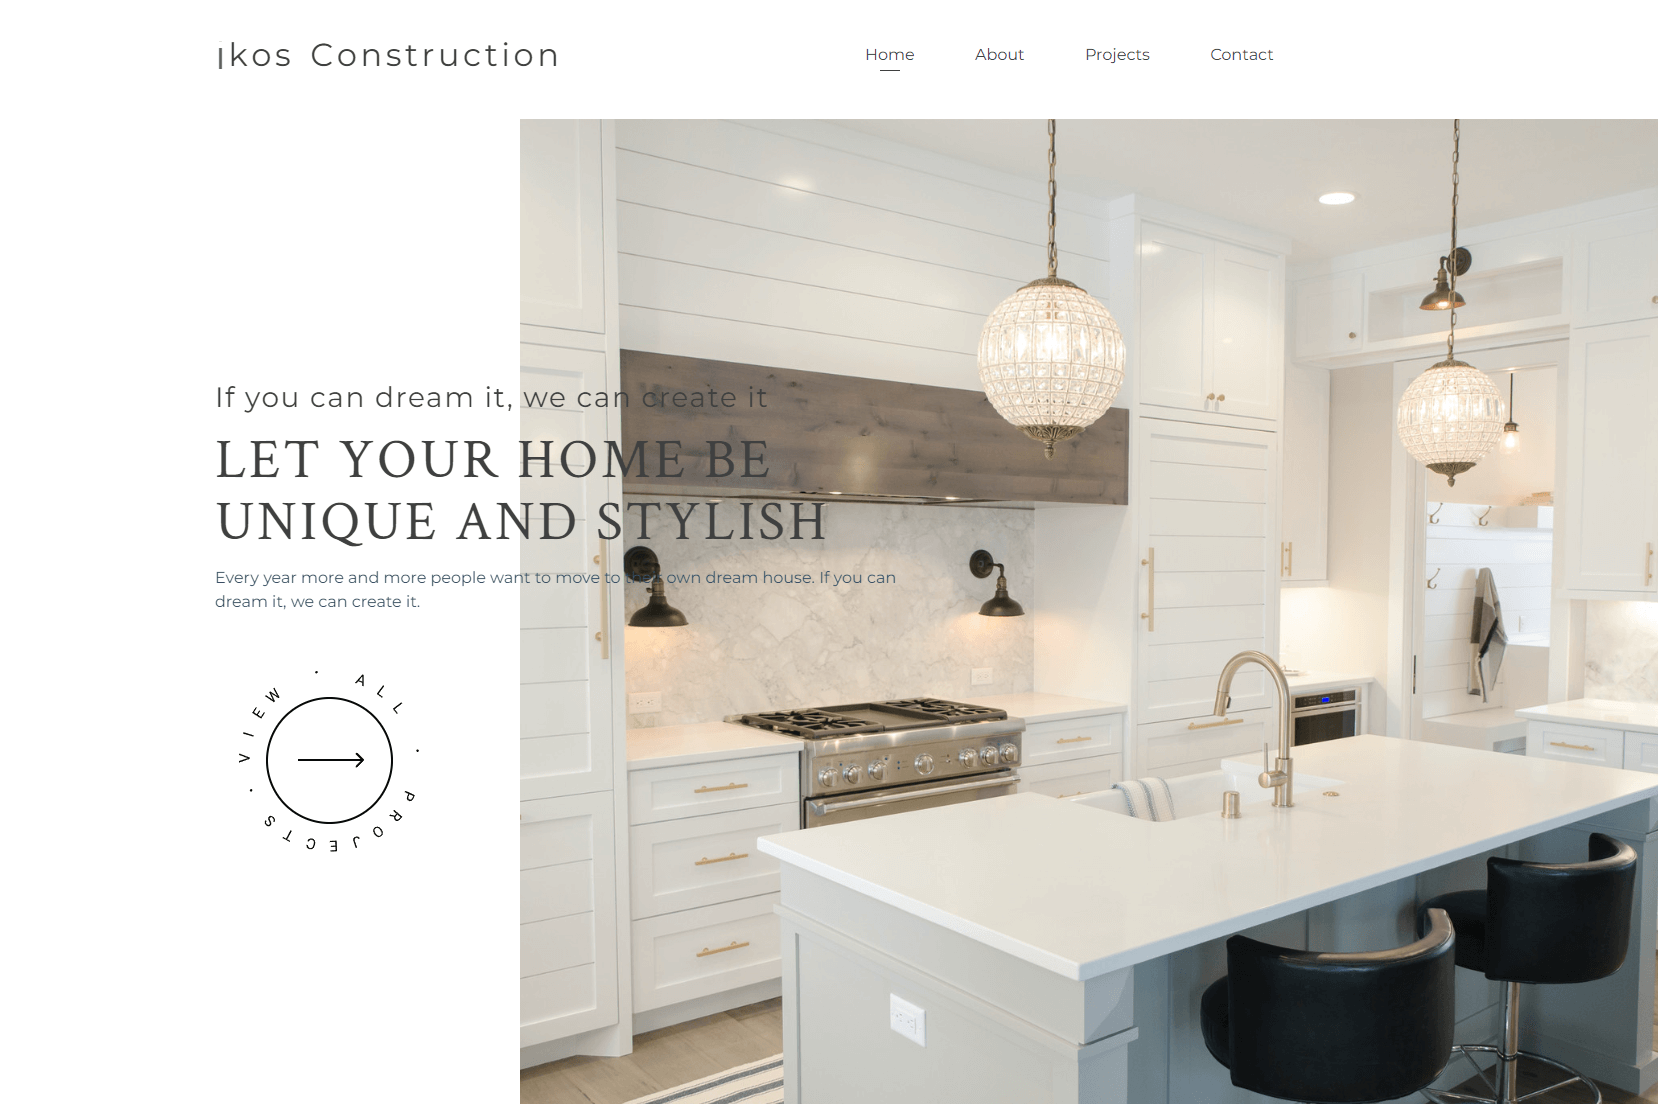 ikos Construction
Home
About
Projects
Contact
If you can dream it, we can create it
LET YOUR HOME BE
UNIQUE AND STYLISH
Every year more and more people want to move to their own dream house. If you can
dream it, we can create it.
VIEW · ALL · PROJECTS ·